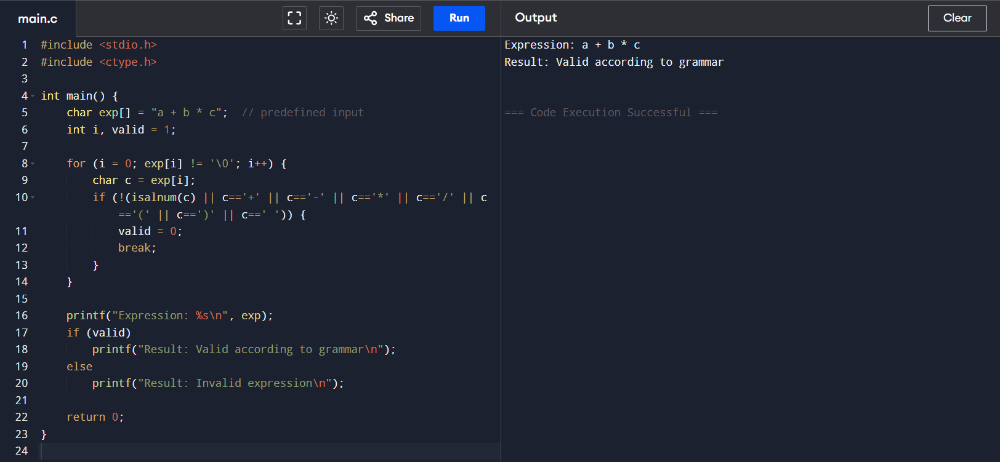 main.c
Share
Run
Output
Clear
1 #include <stdio.h>
2 #include <ctype.h>
3
4 int main() {
5     char exp[] = "a + b * c";  // predefined input
6     int i, valid = 1;
7
8     for (i = 0; exp[i] != '\0'; i++) {
9         char c = exp[i];
10         if (!(isalnum(c) || c=='+' || c=='-' || c=='*' || c=='/' || c
=='(' || c==')' || c==' ')) {
11             valid = 0;
12             break;
13         }
14     }
15
16     printf("Expression: %s\n", exp);
17     if (valid)
18         printf("Result: Valid according to grammar\n");
19     else
20         printf("Result: Invalid expression\n");
21
22     return 0;
23 }
24
Expression: a + b * c
Result: Valid according to grammar
=== Code Execution Successful ===